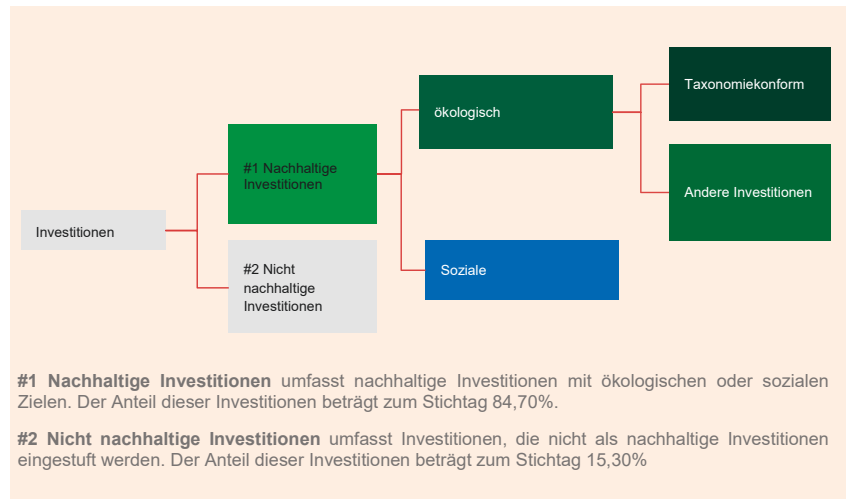 Taxonomiekonform
ökologisch
#1 Nachhaltige
Investitionen
Andere Investitionen
Investitionen
#2 Nicht
nachhaltige
Investitionen
Soziale
#1 Nachhaltige Investitionen umfasst nachhaltige Investitionen mit ökologischen oder sozialen
Zielen. Der Anteil dieser Investitionen beträgt zum Stichtag 84,70%.
#2 Nicht nachhaltige Investitionen umfasst Investitionen, die nicht als nachhaltige Investitionen
eingestuft werden. Der Anteil dieser Investitionen beträgt zum Stichtag 15,30%